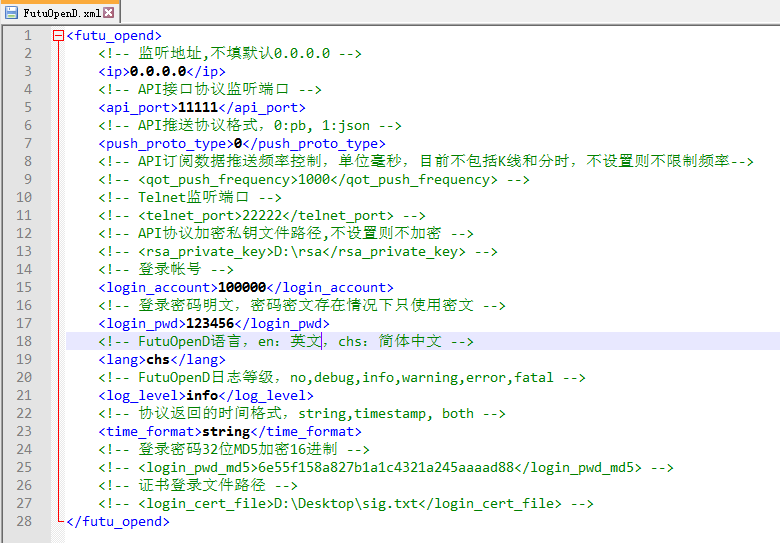 FutuOpenD.xml
1 <futu_opend>
2 <!-- 监听地址,不填默认0.0.0.0 -->
3 <ip>0.0.0.0</ip>
4 <!-- API接口协议监听端口 -->
5 <api_port>11111</api_port>
6 <!-- API推送协议格式，0:pb, 1:json -->
7 <push_proto_type>0</push_proto_type>
8 <!-- API订阅数据推送频率控制，单位毫秒，目前不包括K线和分时，不设置则不限制频率-->
9 <!-- <qot_push_frequency>1000</qot_push_frequency> -->
10 <!-- Telnet监听端口 -->
11 <!-- <telnet_port>22222</telnet_port> -->
12 <!-- API协议加密私钥文件路径,不设置则不加密 -->
13 <!-- <rsa_private_key>D:\rsa</rsa_private_key> -->
14 <!-- 登录帐号 -->
15 <login_account>100000</login_account>
16 <!-- 登录密码明文，密码密文存在情况下只使用密文 -->
17 <login_pwd>123456</login_pwd>
18 <!-- FutuOpenD语言，en：英文，chs：简体中文 -->
19 <lang>chs</lang>
20 <!-- FutuOpenD日志等级，no,debug,info,warning,error,fatal -->
21 <log_level>info</log_level>
22 <!-- 协议返回的时间格式，string,timestamp, both -->
23 <time_format>string</time_format>
24 <!-- 登录密码32位MD5加密16进制 -->
25 <!-- <login_pwd_md5>6e55f158a827b1a1c4321a245aaaad88</login_pwd_md5> -->
26 <!-- 证书登录文件路径 -->
27 <!-- <login_cert_file>D:\Desktop\sig.txt</login_cert_file> -->
28 </futu_opend>